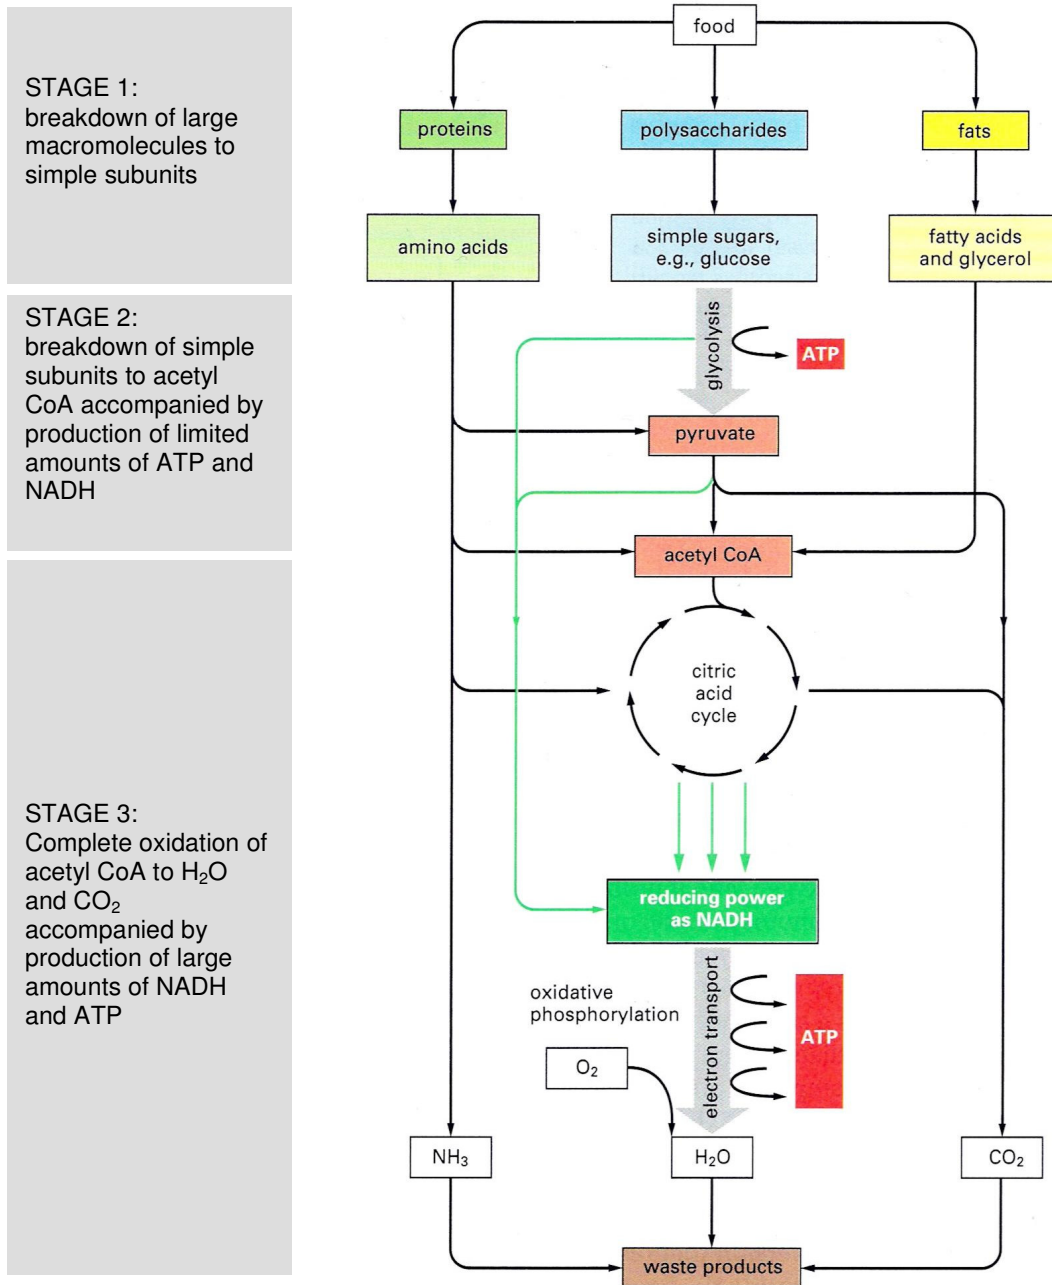 STAGE 1:
breakdown of large
macromolecules to
simple subunits
STAGE 2:
breakdown of simple
subunits to acetyl
CoA accompanied by
production of limited
amounts of ATP and
NADH
STAGE 3:
Complete oxidation of
acetyl CoA to H₂O
and CO₂
accompanied by
production of large
amounts of NADH
and ATP
food
proteins
polysaccharides
fats
amino acids
simple sugars,
e.g., glucose
fatty acids
and glycerol
glycolysis
ATP
pyruvate
acetyl CoA
citric
acid
cycle
reducing power
as NADH
oxidative
phosphorylation
electron transport
ATP
O₂
NH₃
H₂O
CO₂
waste products